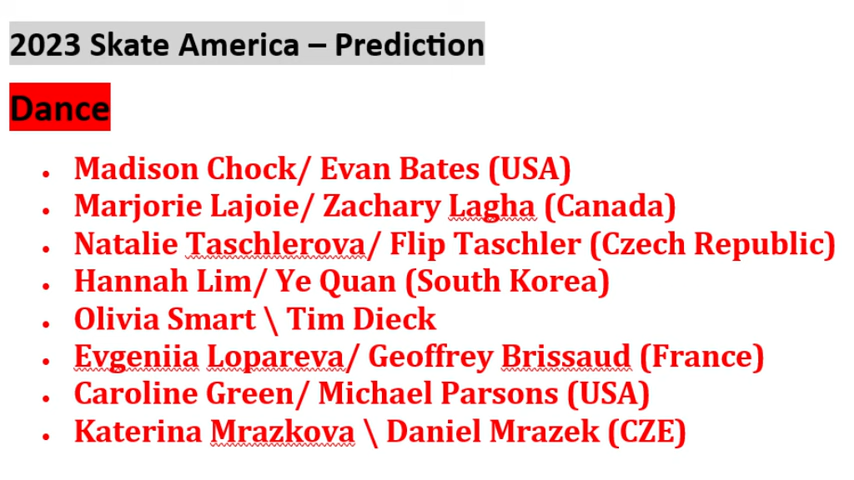 2023 Skate America – Prediction
Dance
• Madison Chock/ Evan Bates (USA)
• Marjorie Lajoie/ Zachary Lagha (Canada)
• Natalie Taschlerova/ Flip Taschler (Czech Republic)
• Hannah Lim/ Ye Quan (South Korea)
• Olivia Smart \ Tim Dieck
• Evgeniia Lopareva/ Geoffrey Brissaud (France)
• Caroline Green/ Michael Parsons (USA)
• Katerina Mrazkova \ Daniel Mrazek (CZE)